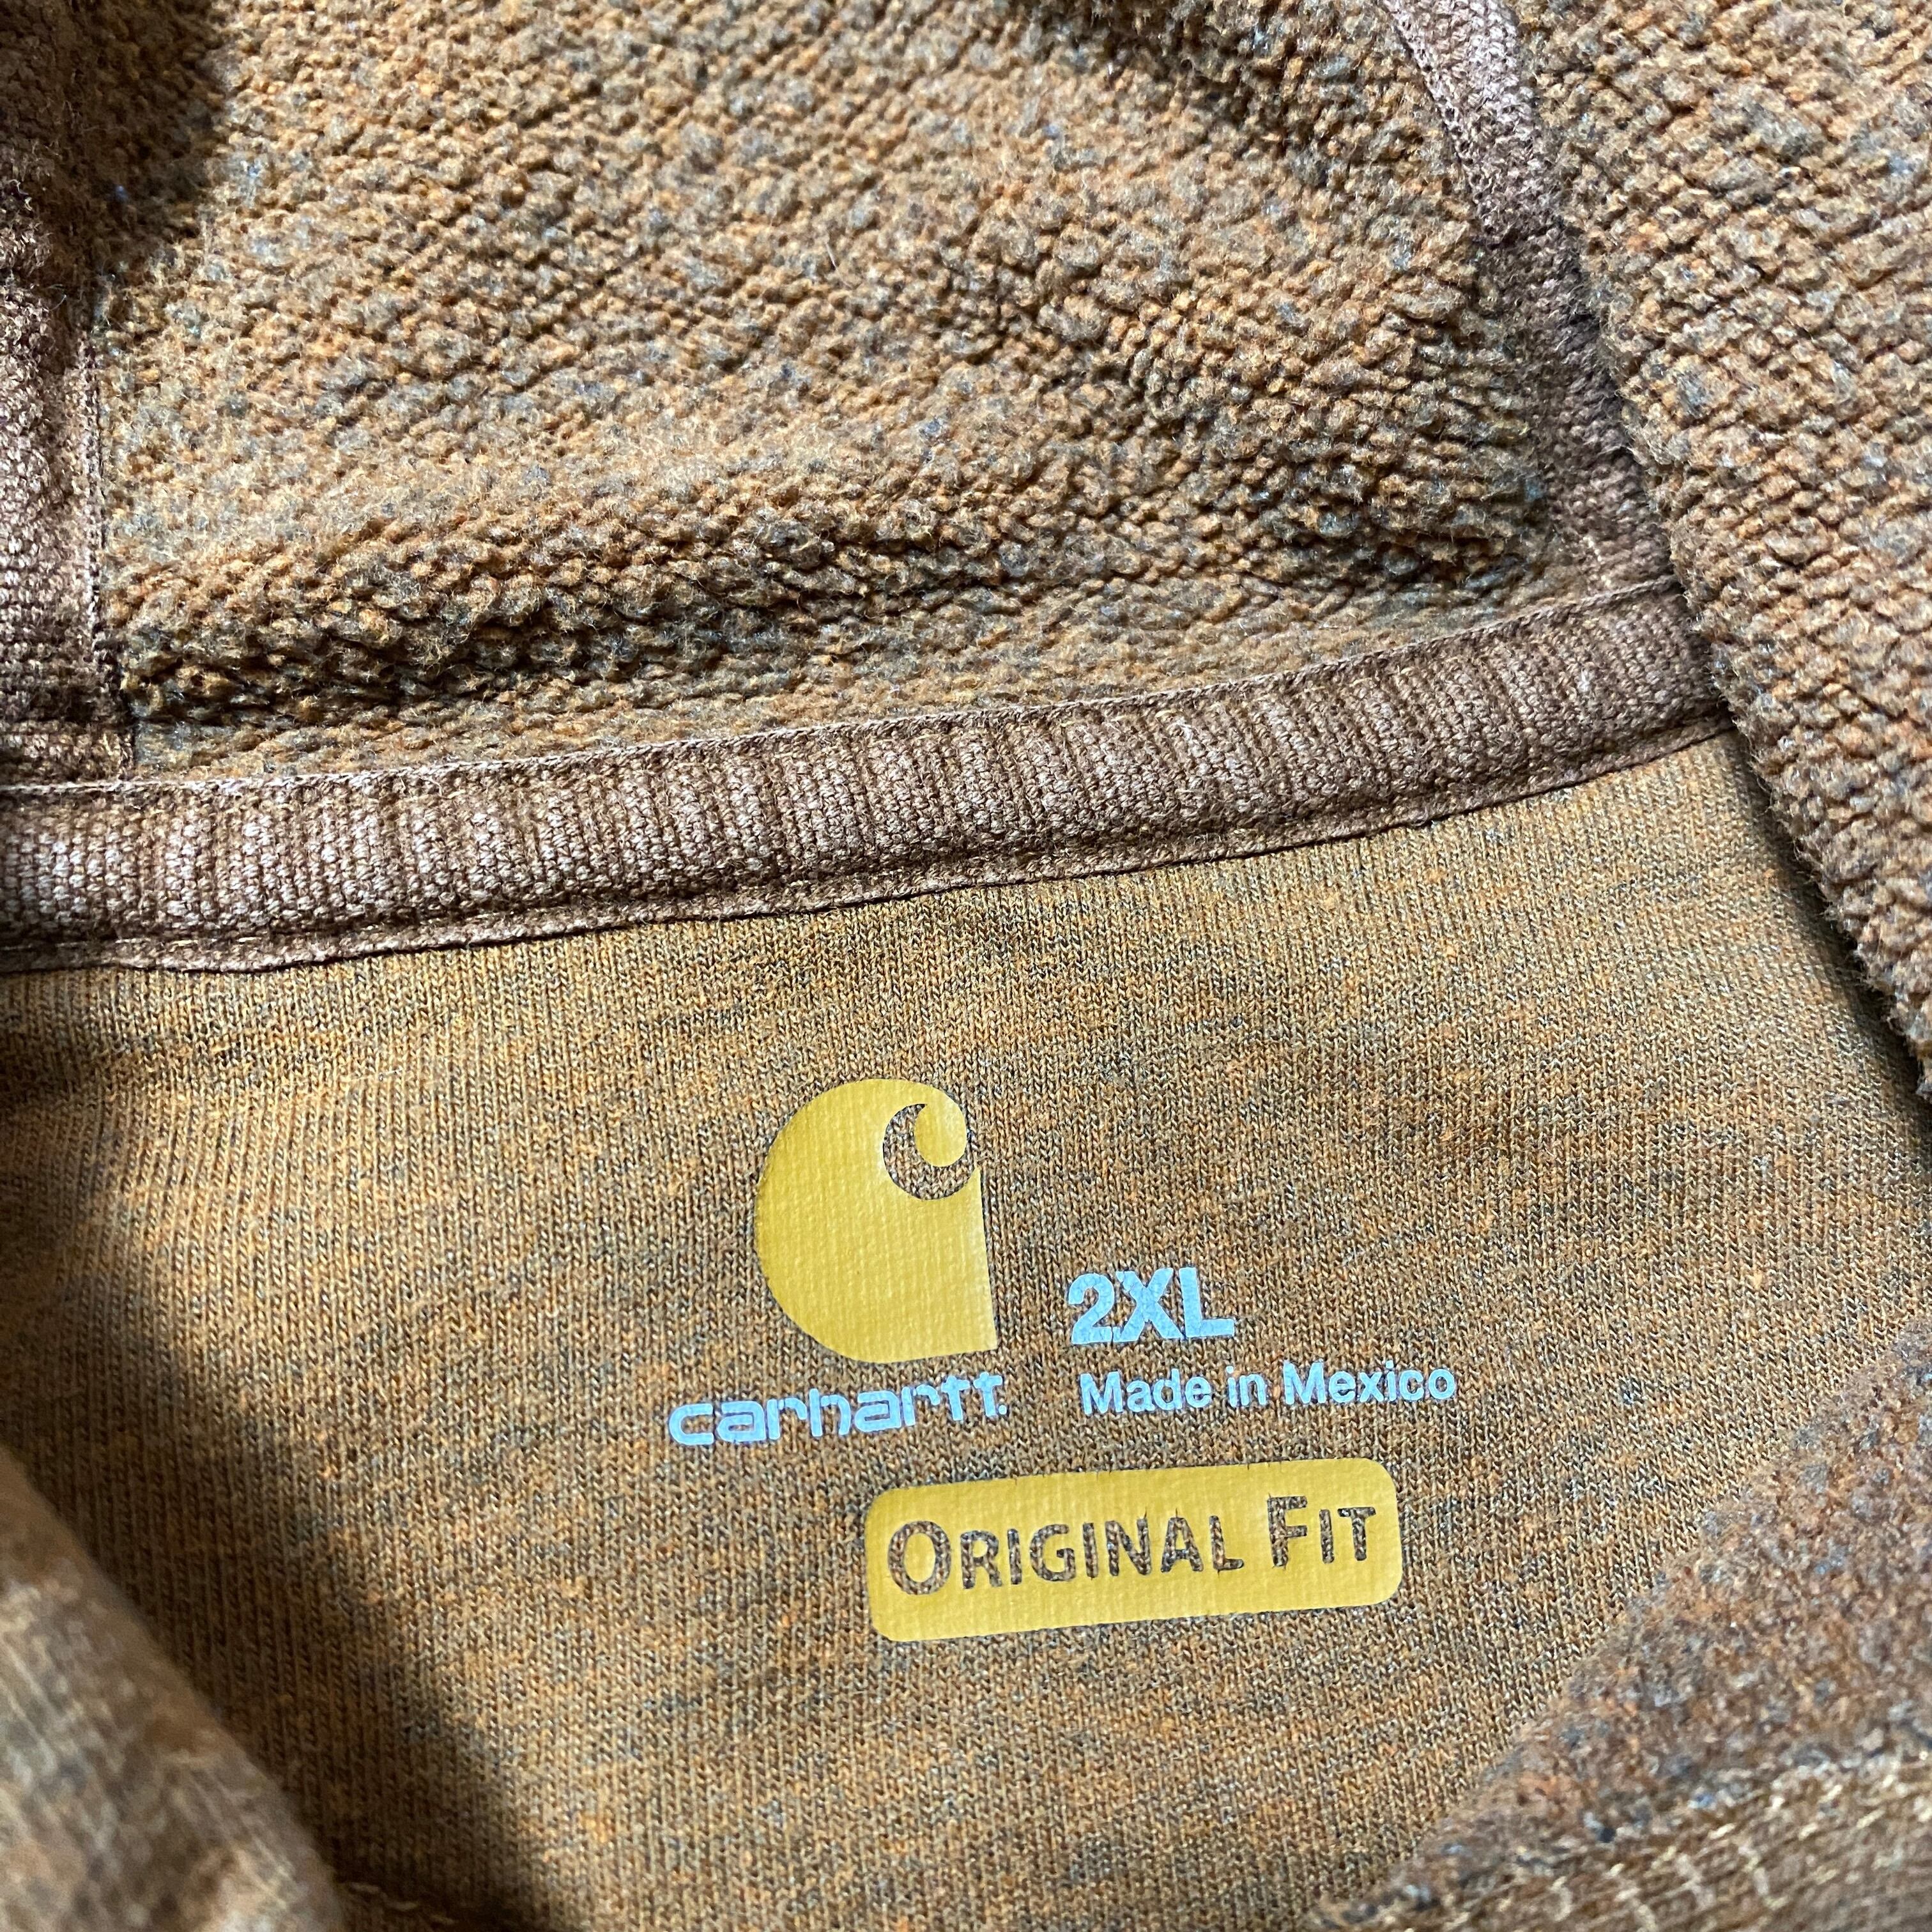 2XL
carhartt.
Made in Mexico
ORIGINAL FIT